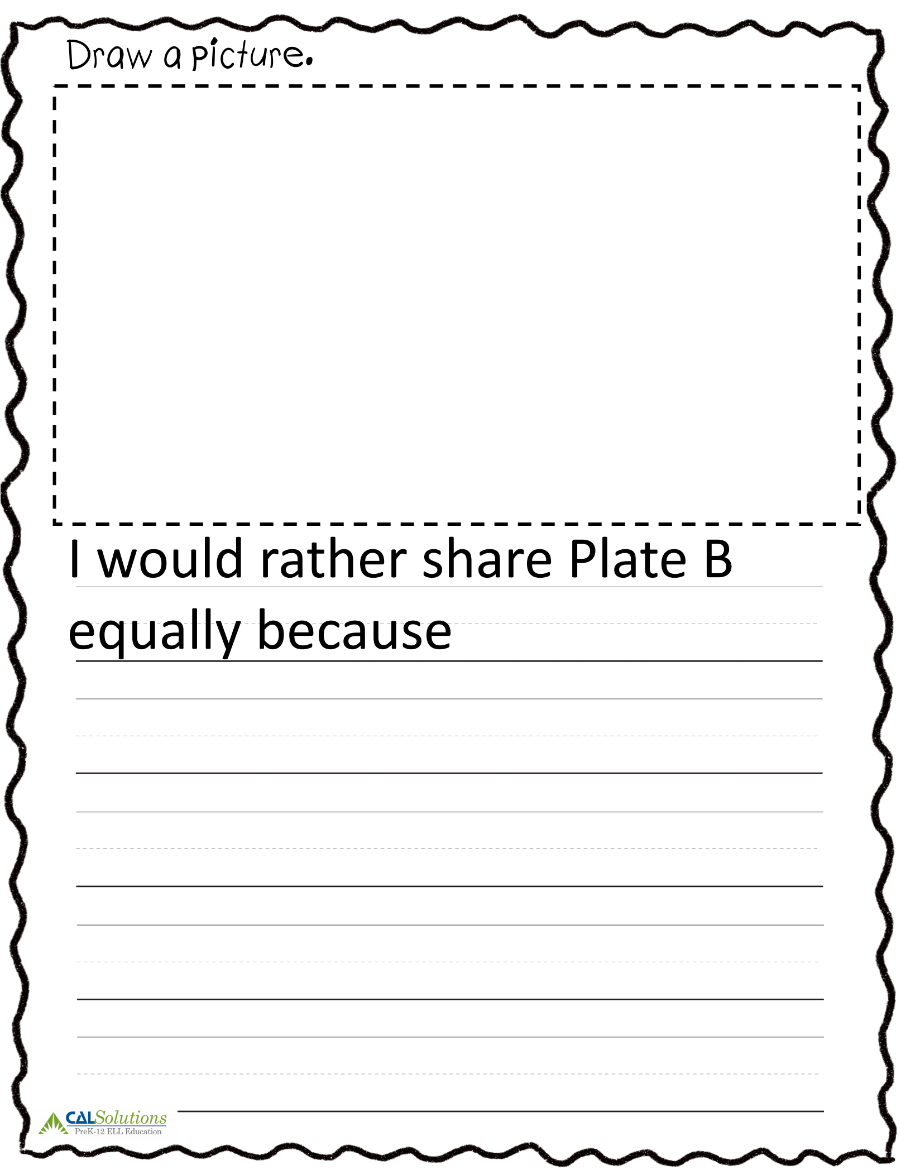 Draw a picture.
I would rather share Plate B
equally because
CALSolutions
PreK-12 ELL Education